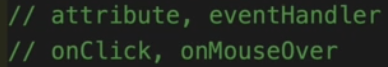 // attribute, eventHandler
// onClick, onMouseOver